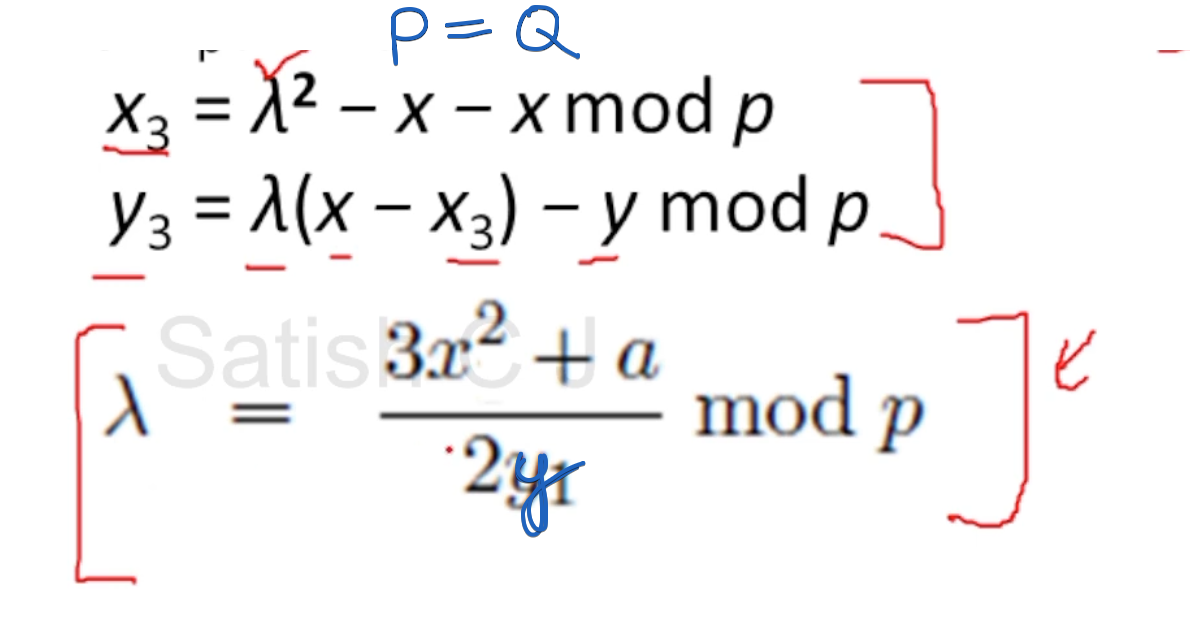 P = Q
x₃ = λ² – x – x mod p
y₃ = λ(x – x₃) – y mod p
Satish C J
λ = (3x² + a) / (2y) mod p